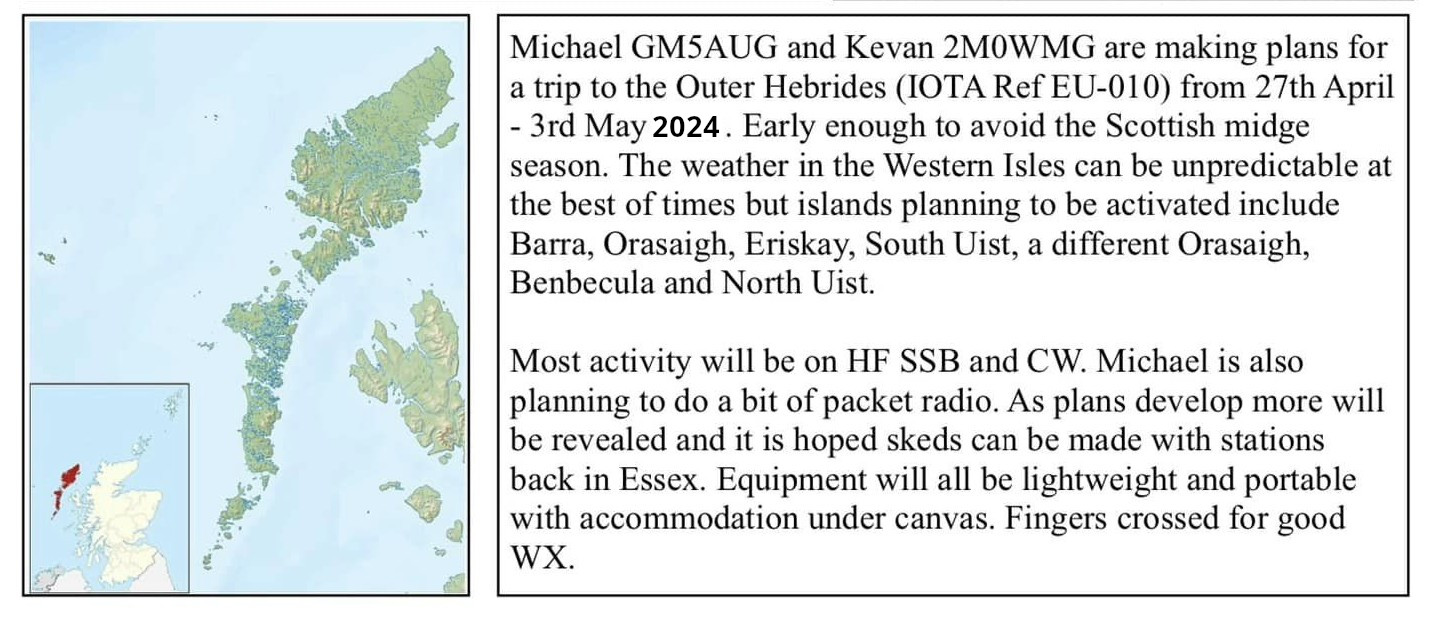 Michael GM5AUG and Kevan 2M0WMG are making plans for
a trip to the Outer Hebrides (IOTA Ref EU-010) from 27th April
- 3rd May 2024. Early enough to avoid the Scottish midge
season. The weather in the Western Isles can be unpredictable at
the best of times but islands planning to be activated include
Barra, Orasaigh, Eriskay, South Uist, a different Orasaigh,
Benbecula and North Uist.
Most activity will be on HF SSB and CW. Michael is also
planning to do a bit of packet radio. As plans develop more will
be revealed and it is hoped skeds can be made with stations
back in Essex. Equipment will all be lightweight and portable
with accommodation under canvas. Fingers crossed for good
WX.